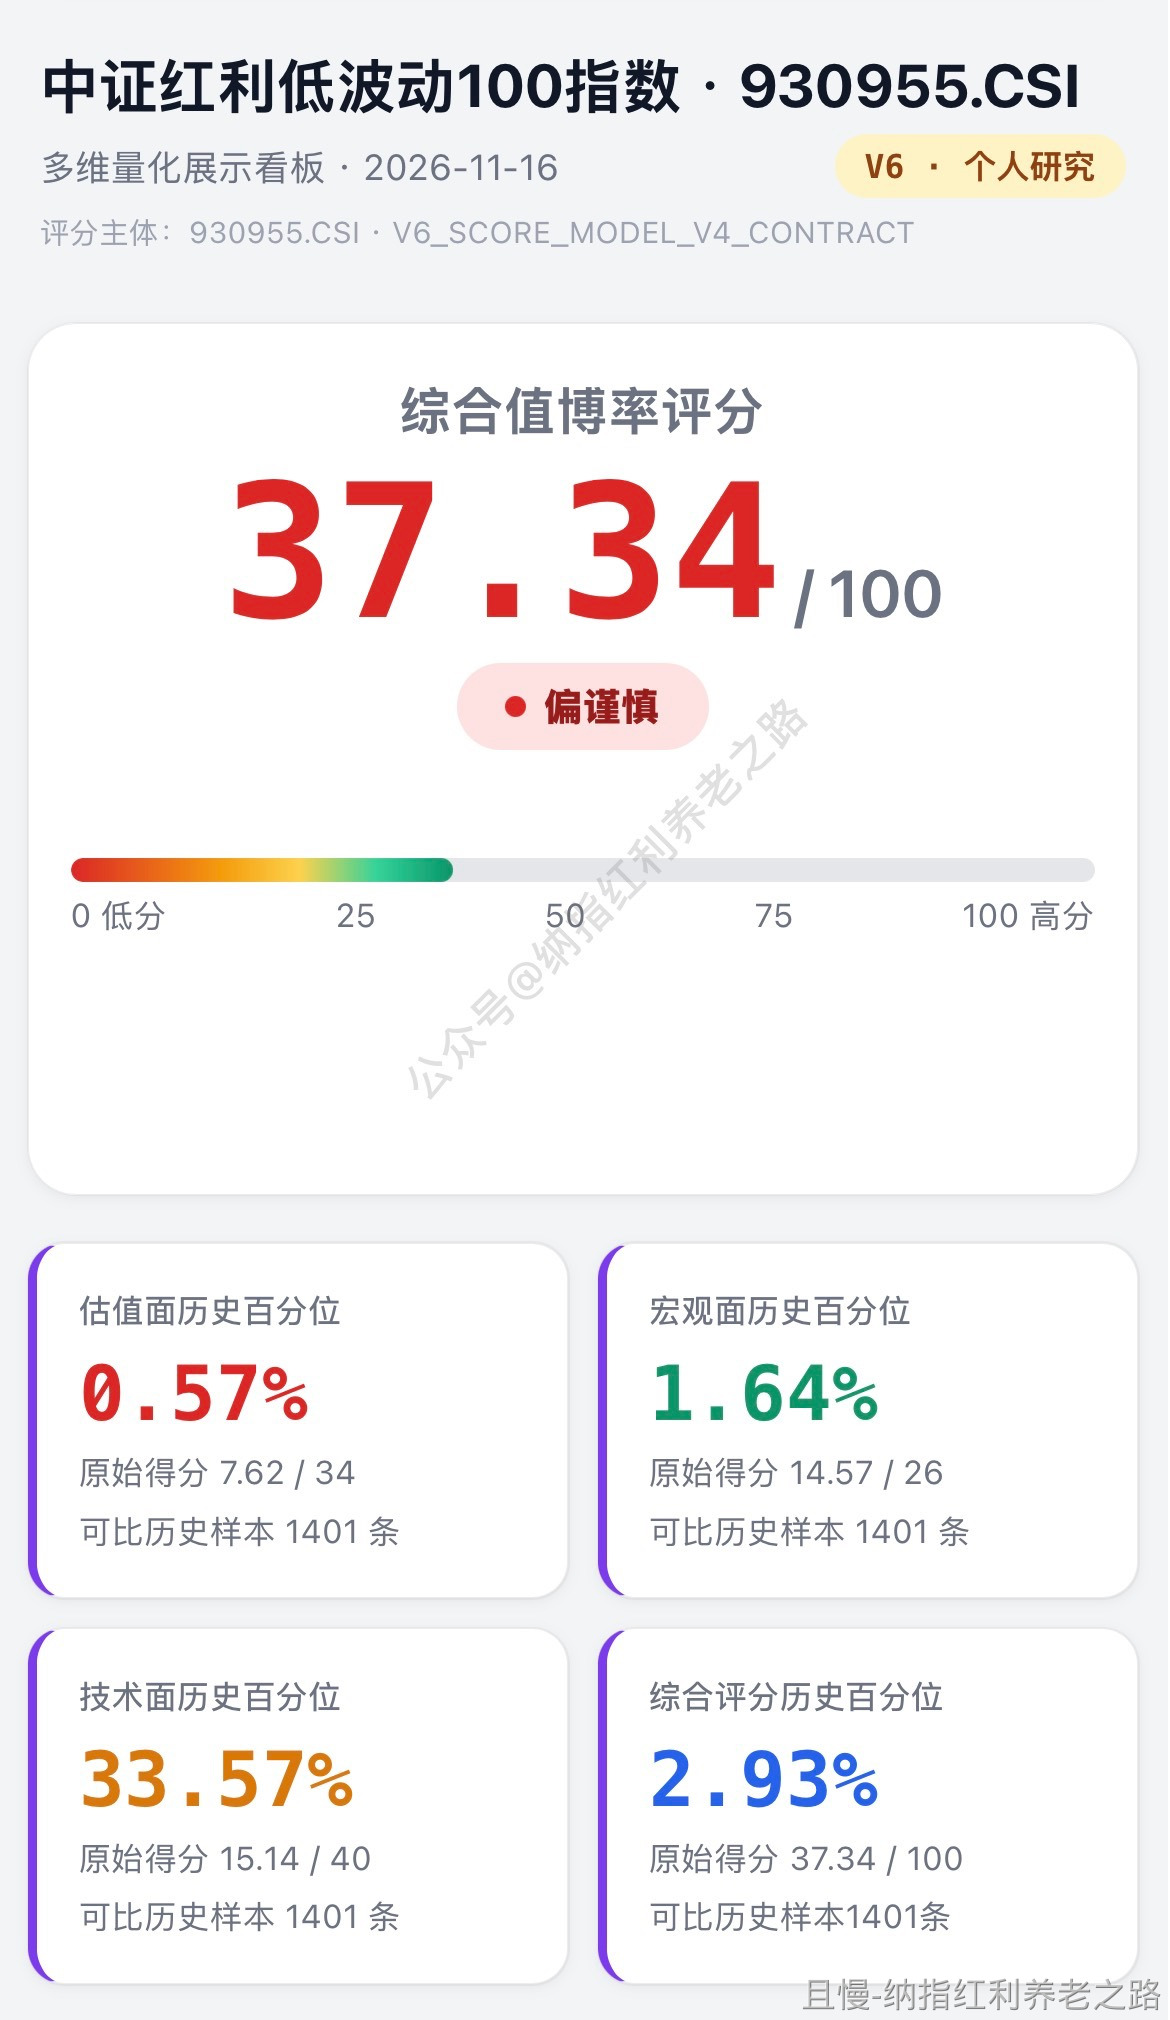 中证红利低波动100指数 · 930955.CSI
多维量化展示看板 · 2026-11-16
V6 · 个人研究
评分主体：930955.CSI · V6_SCORE_MODEL_V4_CONTRACT
综合值博率评分
37.34 / 100
偏谨慎
0 低分 25 50 75 100 高分
公众号@纳指红利养老之路
估值面历史百分位
0.57%
原始得分 7.62 / 34
可比历史样本 1401 条
宏观面历史百分位
1.64%
原始得分 14.57 / 26
可比历史样本 1401 条
技术面历史百分位
33.57%
原始得分 15.14 / 40
可比历史样本 1401 条
综合评分历史百分位
2.93%
原始得分 37.34 / 100
可比历史样本1401条
且慢-纳指红利养老之路